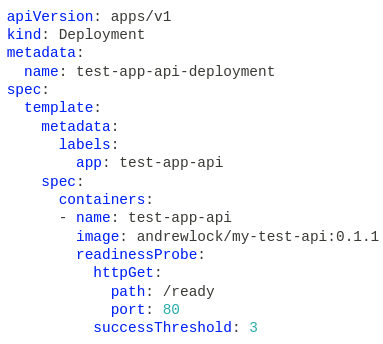 apiVersion: apps/v1
kind: Deployment
metadata:
  name: test-app-api-deployment
spec:
  template:
    metadata:
      labels:
        app: test-app-api
    spec:
      containers:
      - name: test-app-api
        image: andrewlock/my-test-api:0.1.1
        readinessProbe:
          httpGet:
            path: /ready
            port: 80
          successThreshold: 3